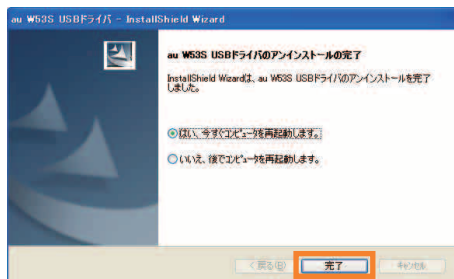 au W53S USBドライバ - InstallShield Wizard
au W53S USBドライバのアンインストールの完了
InstallShield Wizardは、au W53S USBドライバのアンインストールを完了
しました。
はい、今すぐコンピュータを再起動します。
いいえ、後でコンピュータを再起動します。
< 戻る(B)
完了
キャンセル